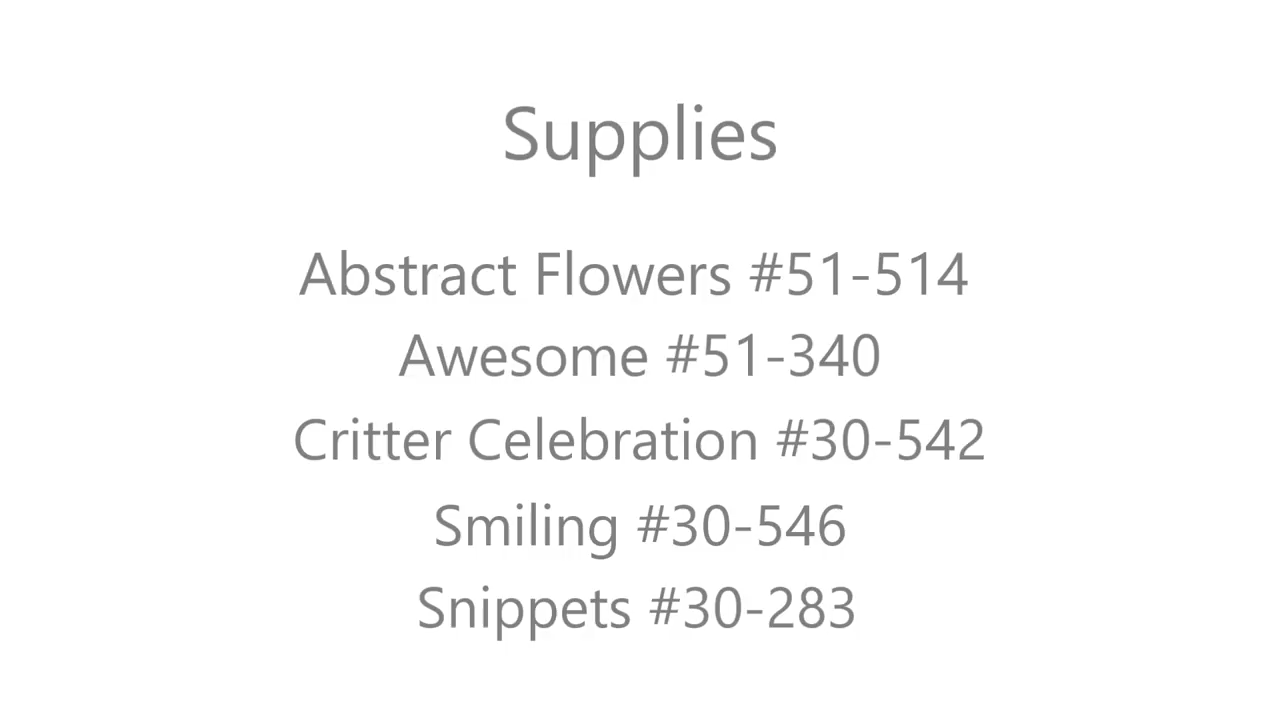 Supplies
Abstract Flowers #51-514
Awesome #51-340
Critter Celebration #30-542
Smiling #30-546
Snippets #30-283